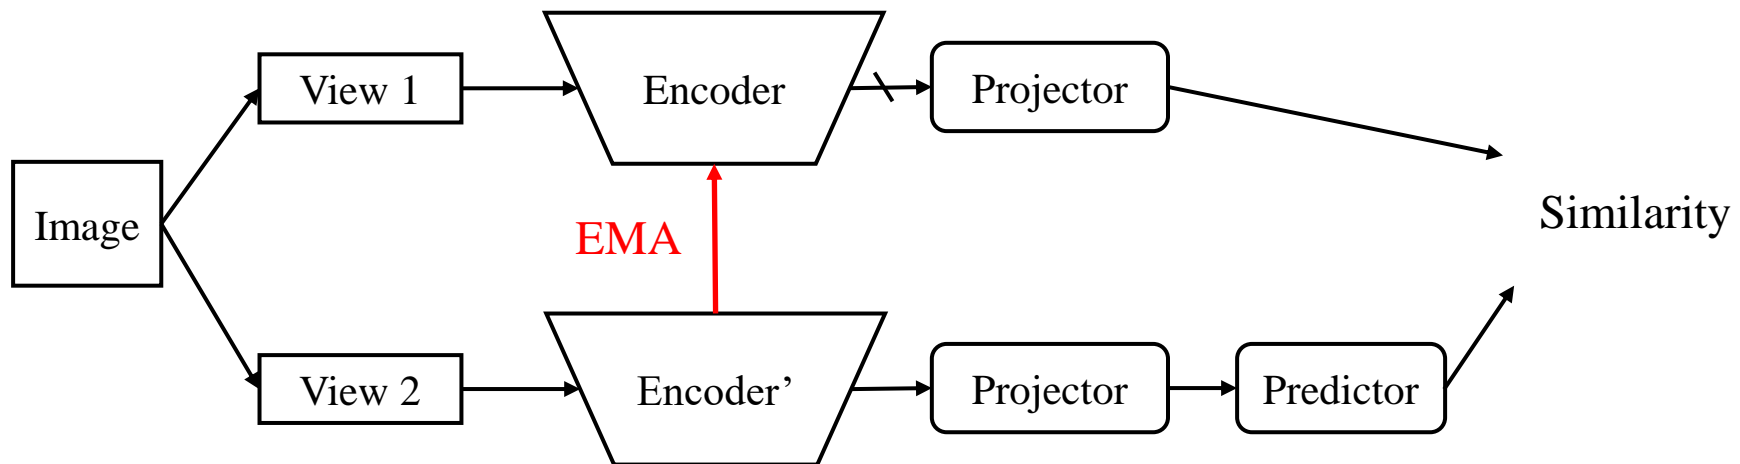 View 1
Encoder
Projector
Image
EMA
Similarity
View 2
Encoder’
Projector
Predictor